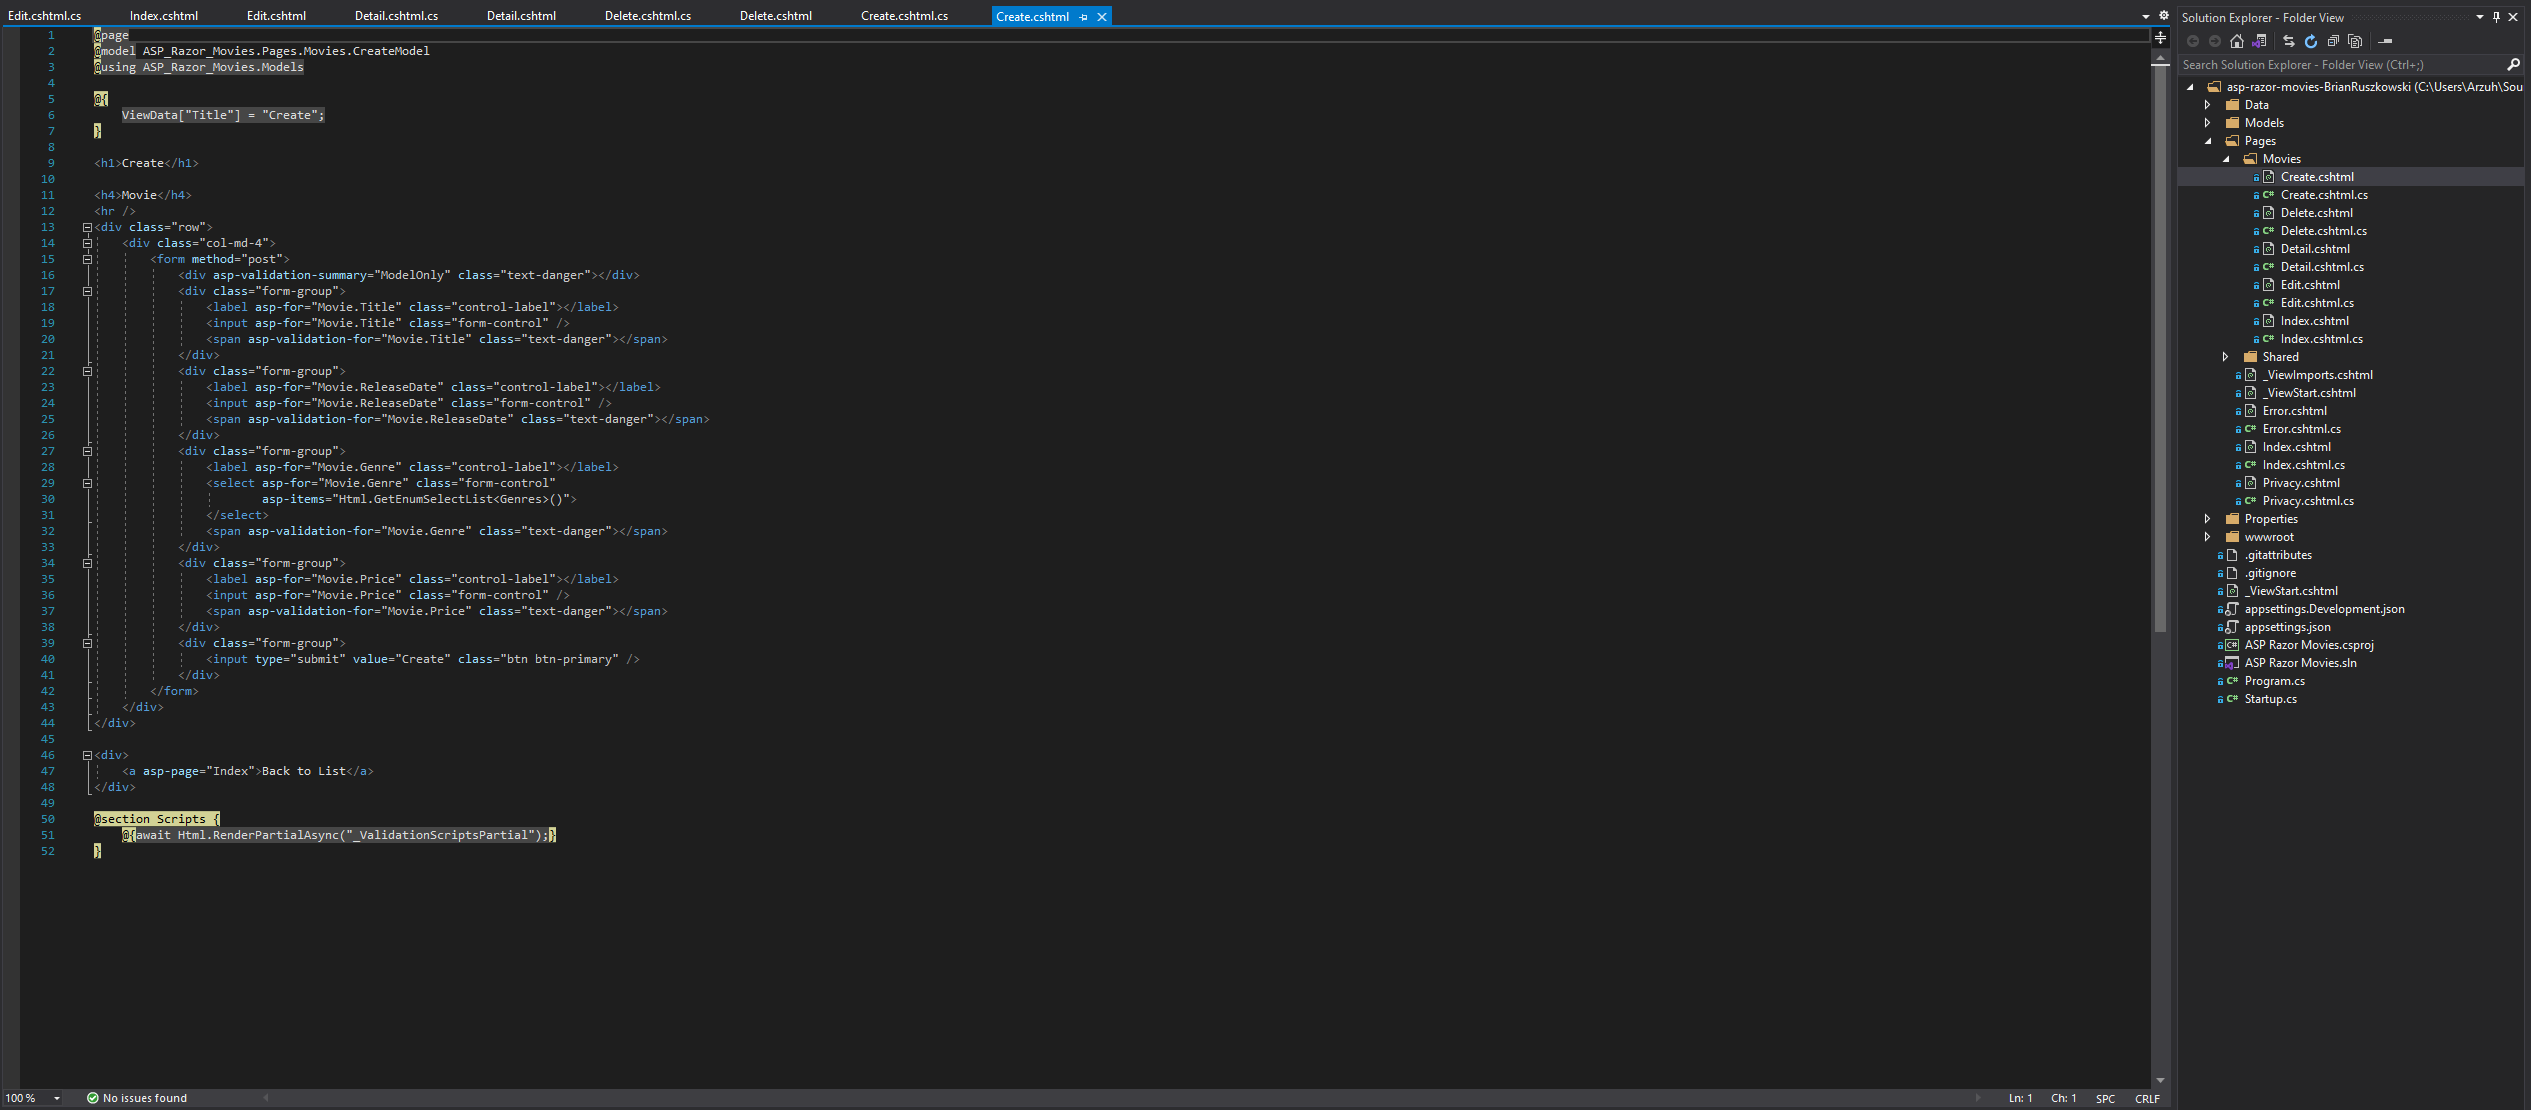 Edit.cshtml.cs Index.cshtml Edit.cshtml Detail.cshtml.cs Detail.cshtml Delete.cshtml.cs Delete.cshtml Create.cshtml.cs Create.cshtml
1 @page
2 @model ASP_Razor_Movies.Pages.Movies.CreateModel
3 @using ASP_Razor_Movies.Models
4
5 @{
6     ViewData["Title"] = "Create";
7 }
8
9 <h1>Create</h1>
10
11 <h4>Movie</h4>
12 <hr />
13 <div class="row">
14     <div class="col-md-4">
15         <form method="post">
16             <div asp-validation-summary="ModelOnly" class="text-danger"></div>
17             <div class="form-group">
18                 <label asp-for="Movie.Title" class="control-label"></label>
19                 <input asp-for="Movie.Title" class="form-control" />
20                 <span asp-validation-for="Movie.Title" class="text-danger"></span>
21             </div>
22             <div class="form-group">
23                 <label asp-for="Movie.ReleaseDate" class="control-label"></label>
24                 <input asp-for="Movie.ReleaseDate" class="form-control" />
25                 <span asp-validation-for="Movie.ReleaseDate" class="text-danger"></span>
26             </div>
27             <div class="form-group">
28                 <label asp-for="Movie.Genre" class="control-label"></label>
29                 <select asp-for="Movie.Genre" class="form-control"
30                         asp-items="Html.GetEnumSelectList<Genres>()">
31                 </select>
32                 <span asp-validation-for="Movie.Genre" class="text-danger"></span>
33             </div>
34             <div class="form-group">
35                 <label asp-for="Movie.Price" class="control-label"></label>
36                 <input asp-for="Movie.Price" class="form-control" />
37                 <span asp-validation-for="Movie.Price" class="text-danger"></span>
38             </div>
39             <div class="form-group">
40                 <input type="submit" value="Create" class="btn btn-primary" />
41             </div>
42         </form>
43     </div>
44 </div>
45
46 <div>
47     <a asp-page="Index">Back to List</a>
48 </div>
49
50 @section Scripts {
51     @{await Html.RenderPartialAsync("_ValidationScriptsPartial");}
52 }
100 % No issues found Ln: 1 Ch: 1 SPC CRLF
Solution Explorer - Folder View
Search Solution Explorer - Folder View (Ctrl+;)
asp-razor-movies-BrianRuszkowski (C:\Users\Arzuh\Sou
Data
Models
Pages
Movies
Create.cshtml
C# Create.cshtml.cs
Delete.cshtml
C# Delete.cshtml.cs
Detail.cshtml
C# Detail.cshtml.cs
Edit.cshtml
C# Edit.cshtml.cs
Index.cshtml
C# Index.cshtml.cs
Shared
_ViewImports.cshtml
_ViewStart.cshtml
Error.cshtml
C# Error.cshtml.cs
Index.cshtml
C# Index.cshtml.cs
Privacy.cshtml
C# Privacy.cshtml.cs
Properties
wwwroot
.gitattributes
.gitignore
_ViewStart.cshtml
appsettings.Development.json
appsettings.json
C# ASP Razor Movies.csproj
ASP Razor Movies.sln
C# Program.cs
C# Startup.cs